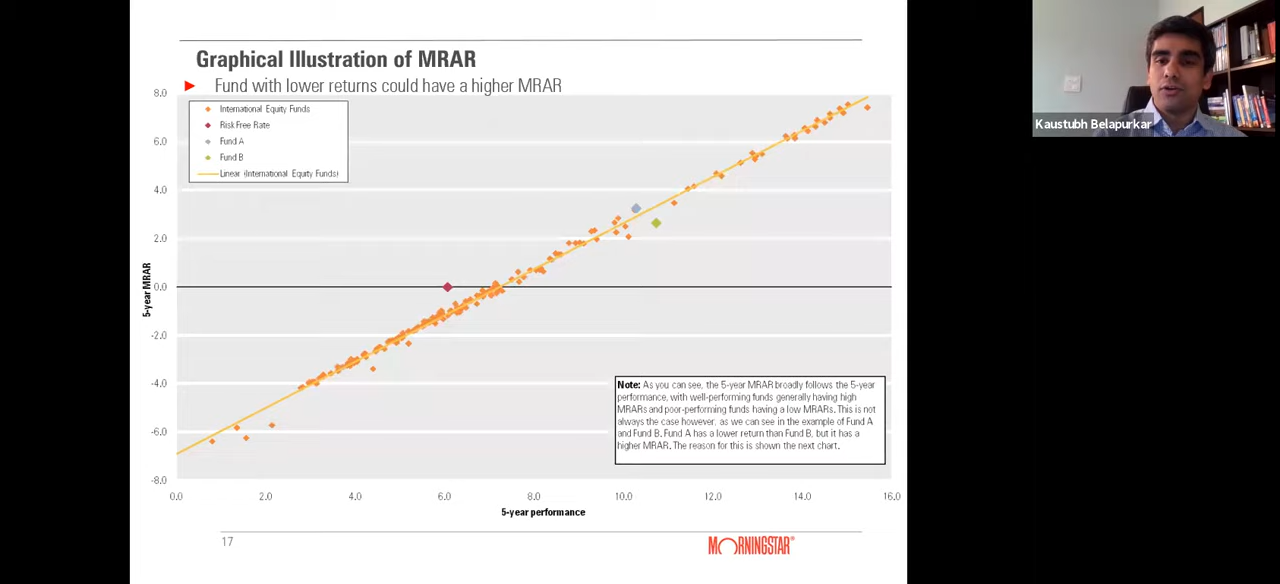 Graphical Illustration of MRAR
Fund with lower returns could have a higher MRAR
8.0
6.0
4.0
2.0
0.0
-2.0
-4.0
-6.0
-8.0
5-year MRAR
International Equity Funds
Risk Free Rate
Fund A
Fund B
Linear (International Equity Funds)
Note: As you can see, the 5-year MRAR broadly follows the 5-year
performance, with well-performing funds generally having high
MRARs and poor-performing funds having a low MRARs. This is not
always the case however, as we can see in the example of Fund A
and Fund B. Fund A has a lower return than Fund B, but it has a
higher MRAR. The reason for this is shown the next chart.
0.0 2.0 4.0 6.0 8.0 10.0 12.0 14.0 16.0
5-year performance
17
MORNINGSTAR®
Kaustubh Belapurkar